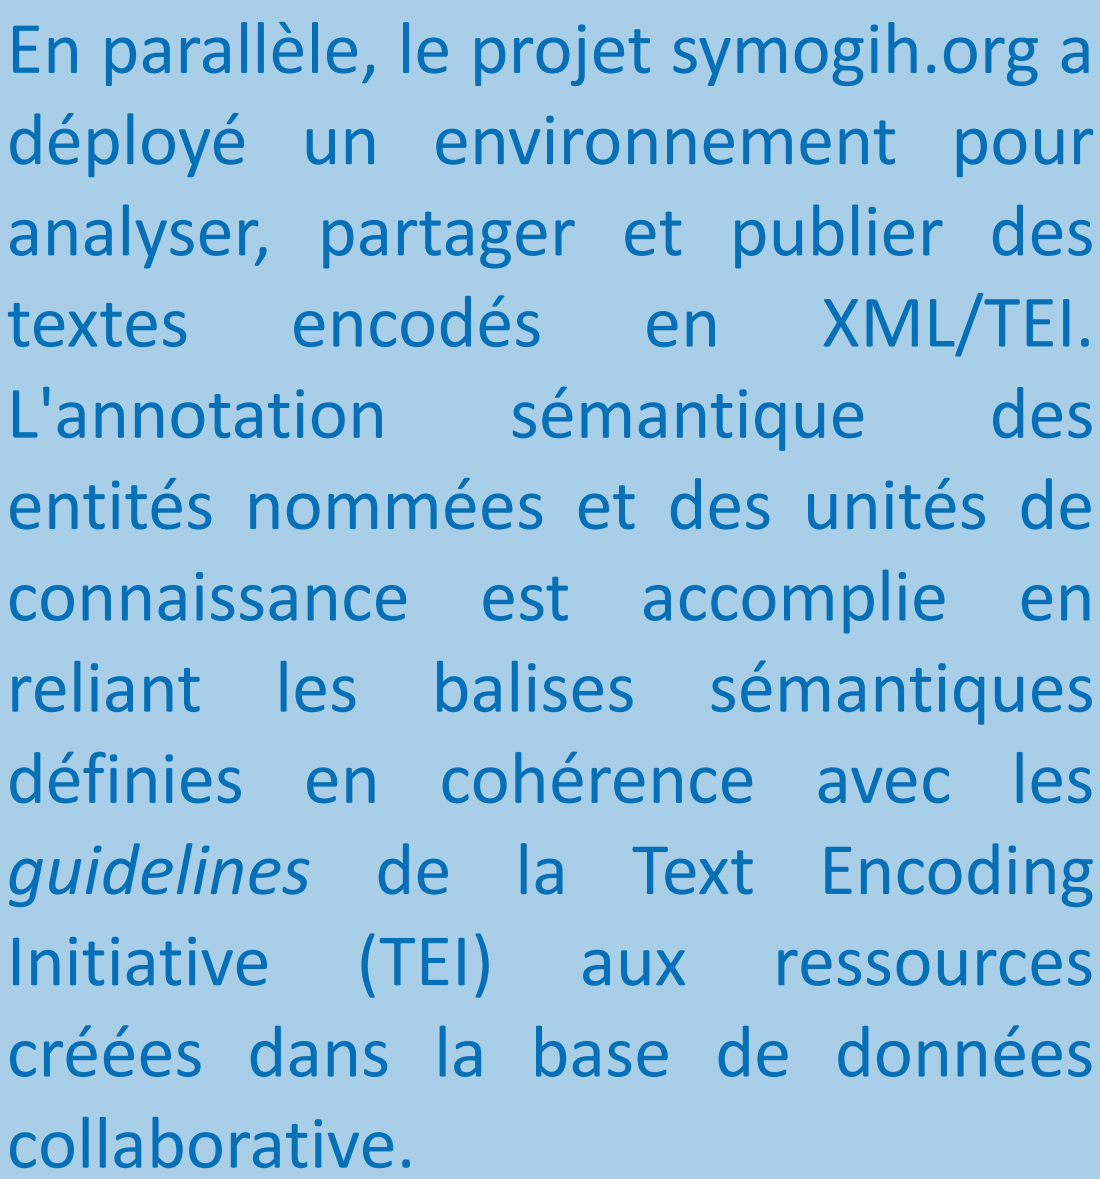 En parallèle, le projet symogih.org a
déployé un environnement pour
analyser, partager et publier des
textes encodés en XML/TEI.
L'annotation sémantique des
entités nommées et des unités de
connaissance est accomplie en
reliant les balises sémantiques
définies en cohérence avec les
guidelines de la Text Encoding
Initiative (TEI) aux ressources
créées dans la base de données
collaborative.